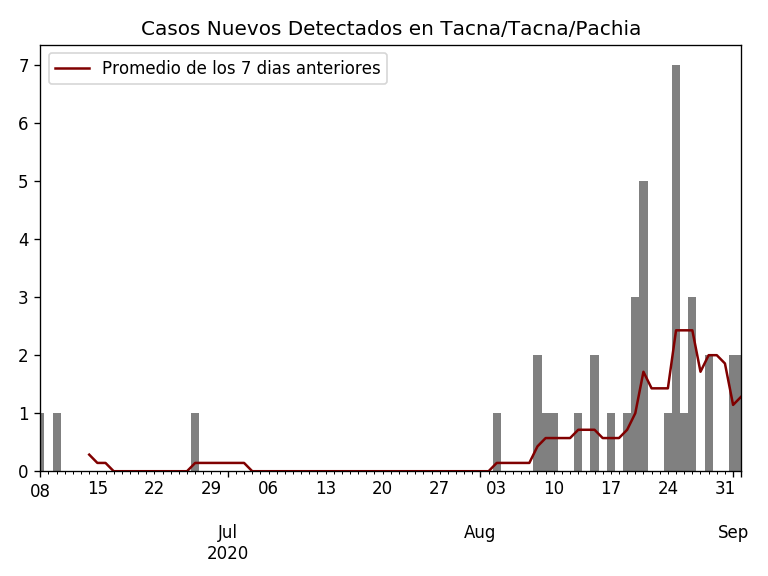 Casos Nuevos Detectados en Tacna/Tacna/Pachia
Promedio de los 7 dias anteriores
7
6
5
4
3
2
1
0
08 15 22 29 06 13 20 27 03 10 17 24 31
Jul Aug Sep
2020